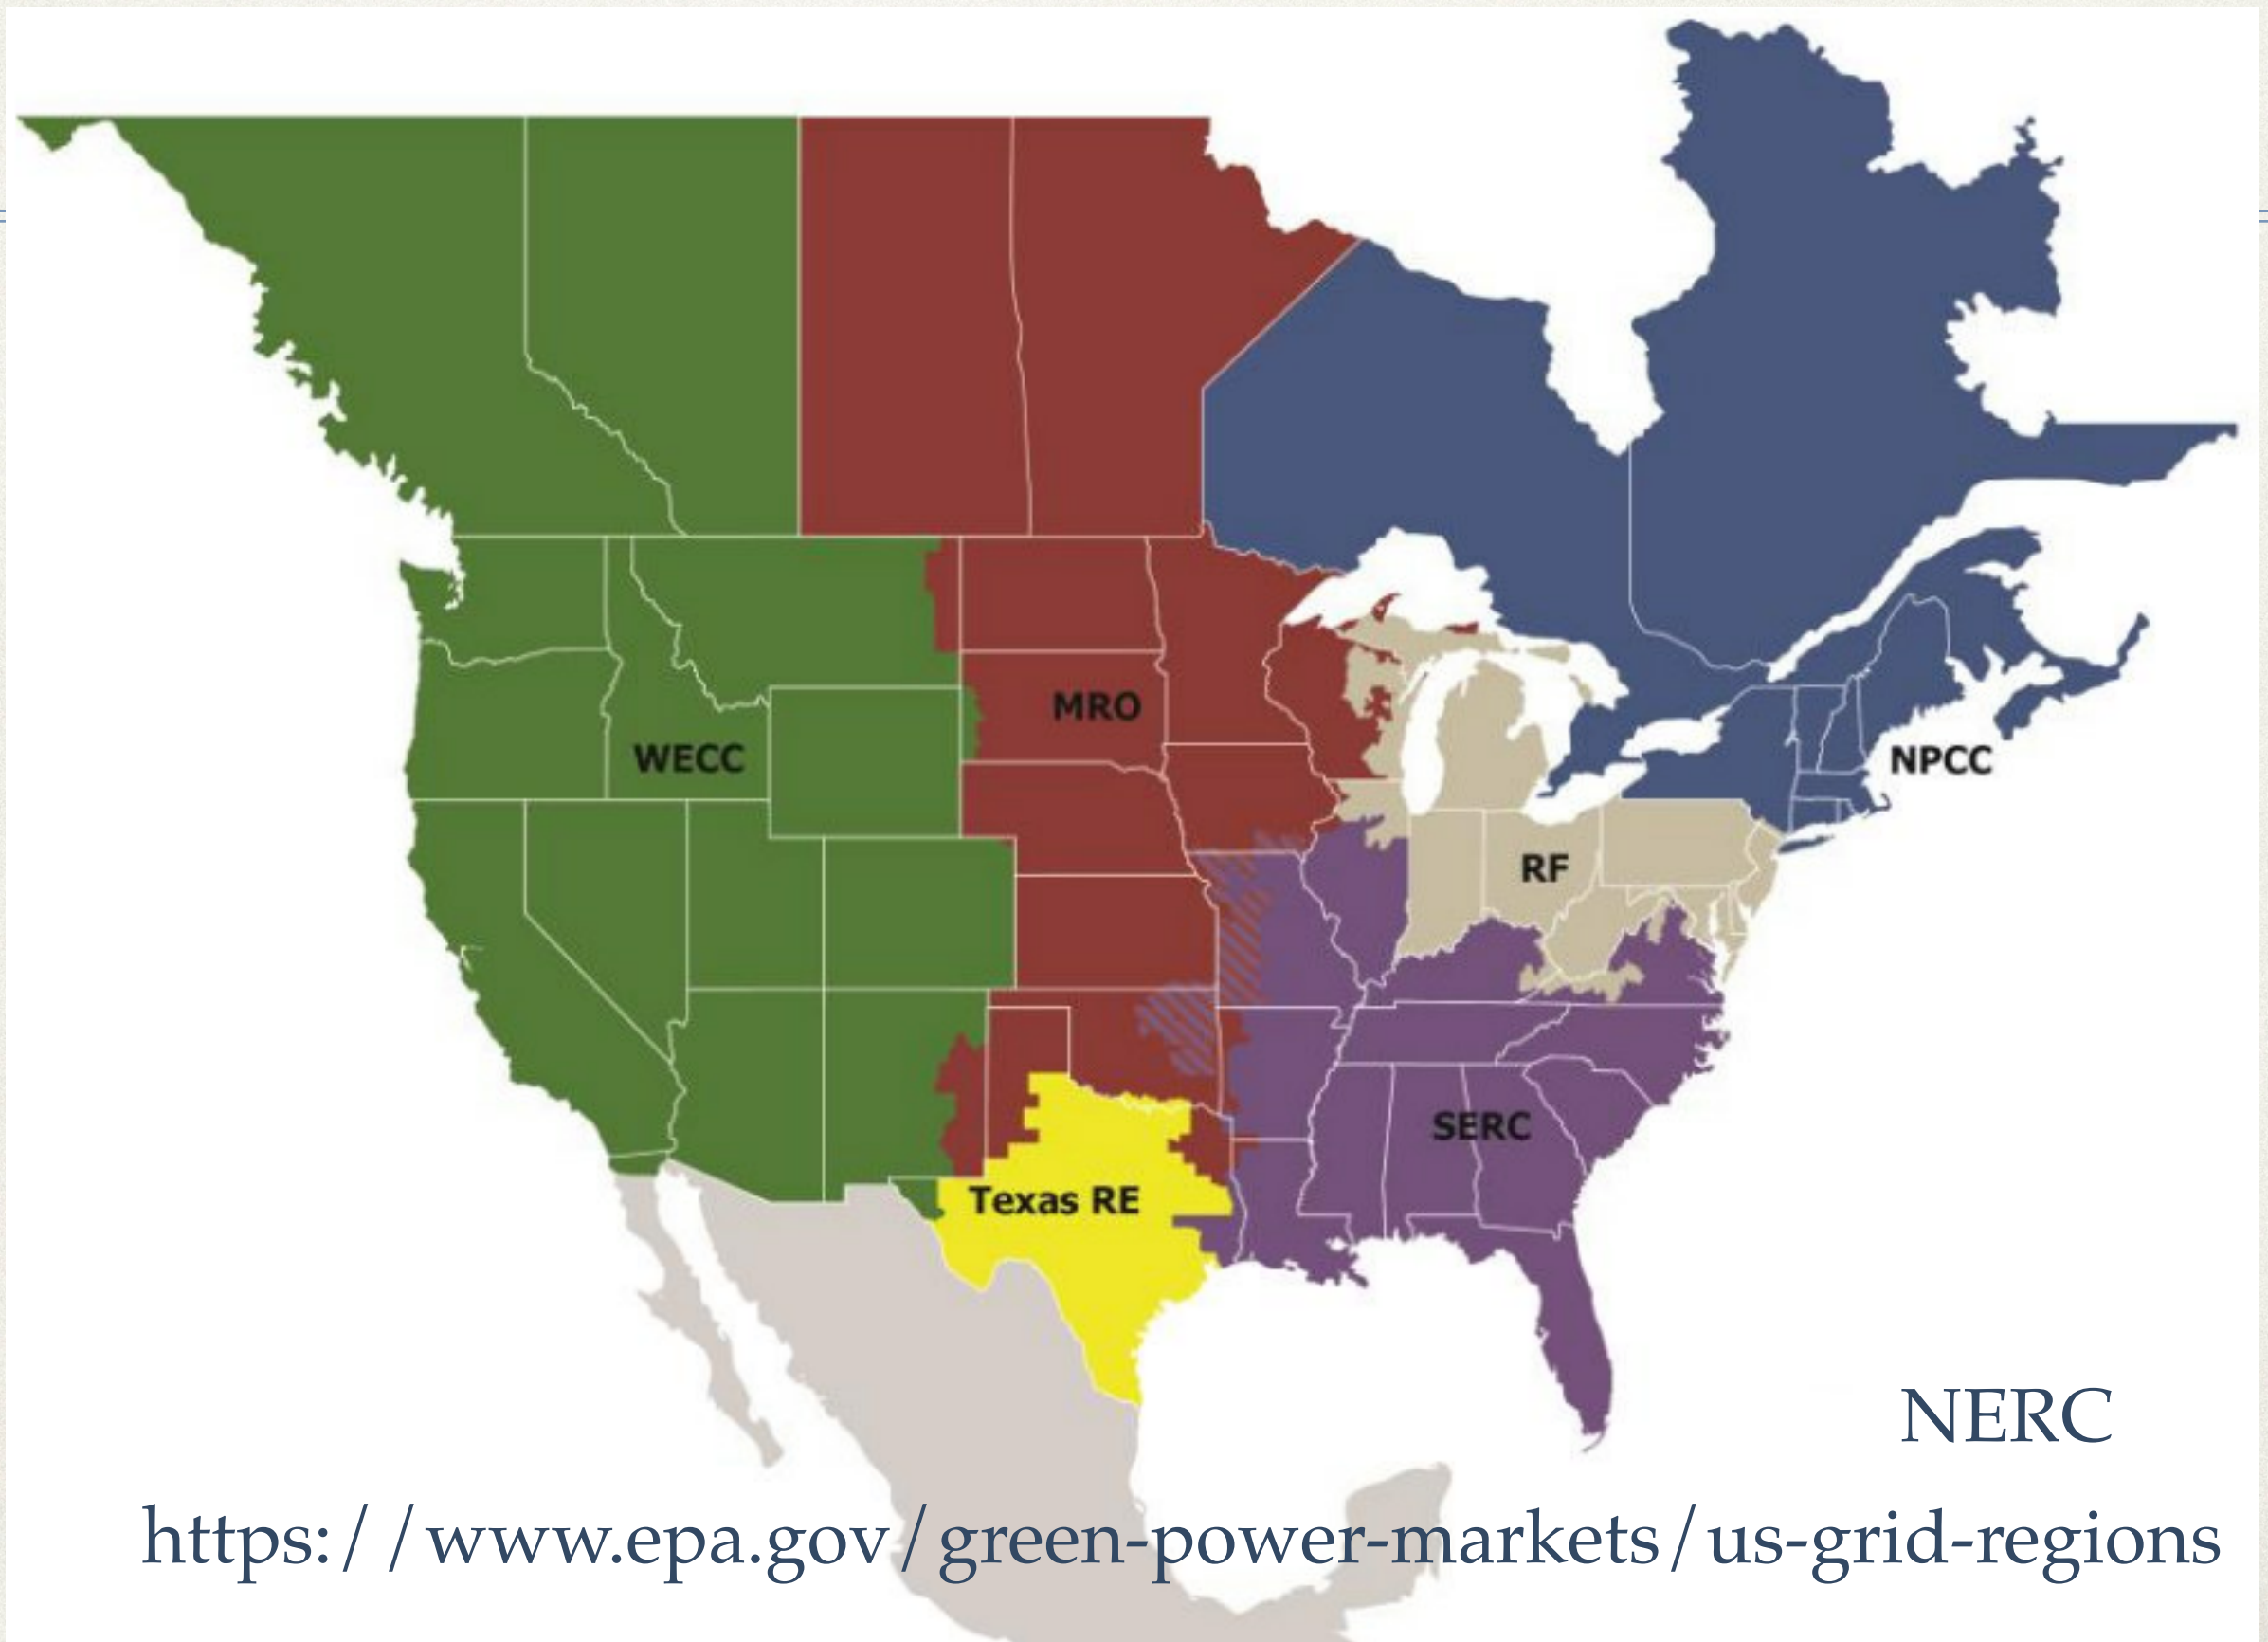 MRO
WECC
NPCC
RF
SERC
Texas RE
NERC
https://www.epa.gov/green-power-markets/us-grid-regions